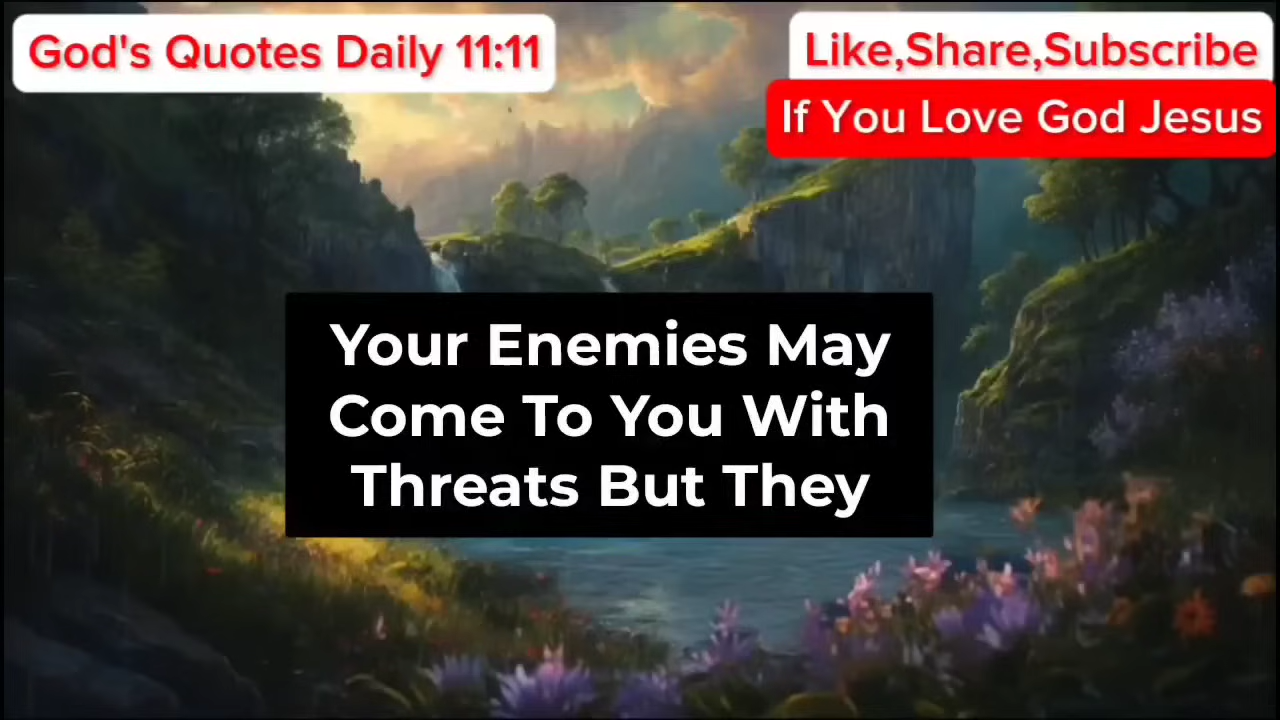 God's Quotes Daily 11:11
Like,Share,Subscribe
If You Love God Jesus
Your Enemies May
Come To You With
Threats But They